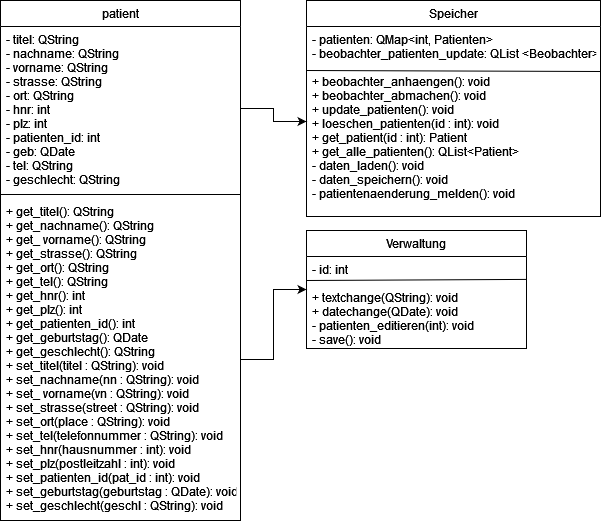 patient
- titel: QString
- nachname: QString
- vorname: QString
- strasse: QString
- ort: QString
- hnr: int
- plz: int
- patienten_id: int
- geb: QDate
- tel: QString
- geschlecht: QString
+ get_titel(): QString
+ get_nachname(): QString
+ get_ vorname(): QString
+ get_strasse(): QString
+ get_ort(): QString
+ get_tel(): QString
+ get_hnr(): int
+ get_plz(): int
+ get_patienten_id(): int
+ get_geburtstag(): QDate
+ get_geschlecht(): QString
+ set_titel(titel : QString): void
+ set_nachname(nn : QString): void
+ set_ vorname(vn : QString): void
+ set_strasse(street : QString): void
+ set_ort(place : QString): void
+ set_tel(telefonnummer : QString): void
+ set_hnr(hausnummer : int): void
+ set_plz(postleitzahl : int): void
+ set_patienten_id(pat_id : int): void
+ set_geburtstag(geburtstag : QDate): void
+ set_geschlecht(geschl : QString): void
Speicher
- patienten: QMap<int, Patienten>
- beobachter_patienten_update: QList <Beobachter>
+ beobachter_anhaengen(): void
+ beobachter_abmachen(): void
+ update_patienten(): void
+ loeschen_patienten(id : int): void
+ get_patient(id : int): Patient
+ get_alle_patienten(): QList<Patient>
- daten_laden(): void
- daten_speichern(): void
- patientenaenderung_melden(): void
Verwaltung
- id: int
+ textchange(QString): void
+ datechange(QDate): void
- patienten_editieren(int): void
- save(): void